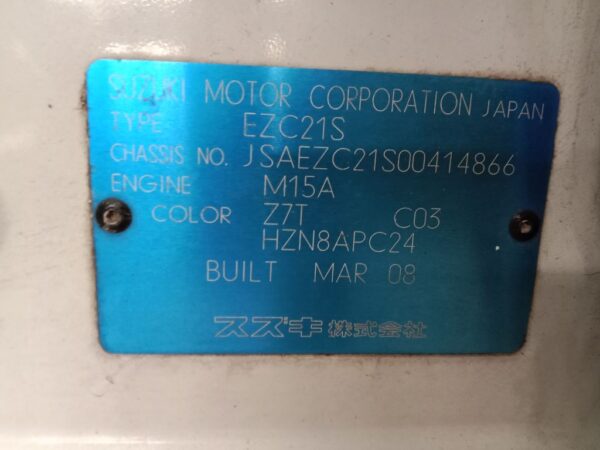 SUZUKI MOTOR CORPORATION JAPAN
TYPE EZC21S
CHASSIS NO. JSAEZC21S00414866
ENGINE M15A
COLOR Z7T C03
HZN8APC24
BUILT MAR 08
スズキ株式会社